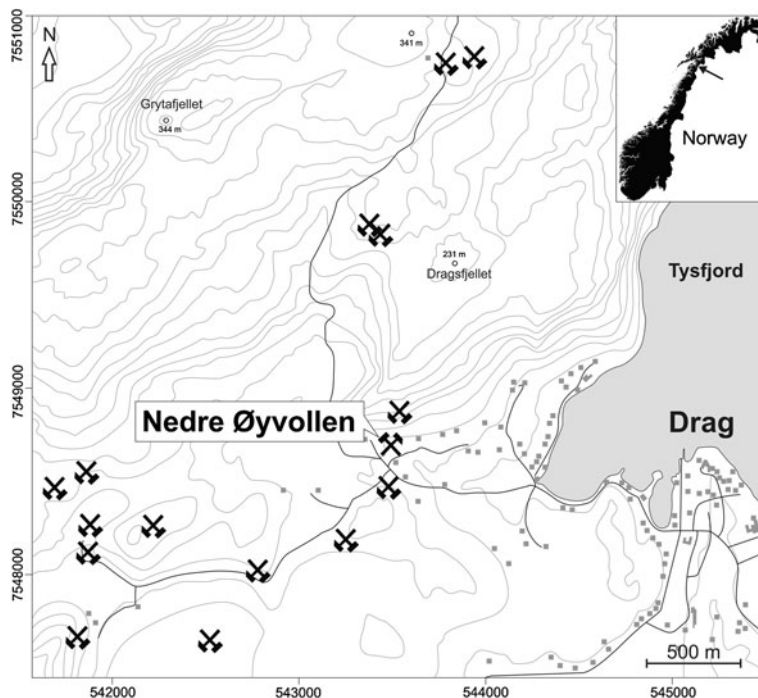 7551000
N
341 m
Grytafjellet
344 m
Norway
7550000
231 m
Dragsfjellet
Tysfjord
7549000
Nedre Øyvollen
Drag
7548000
500 m
542000
543000
544000
545000